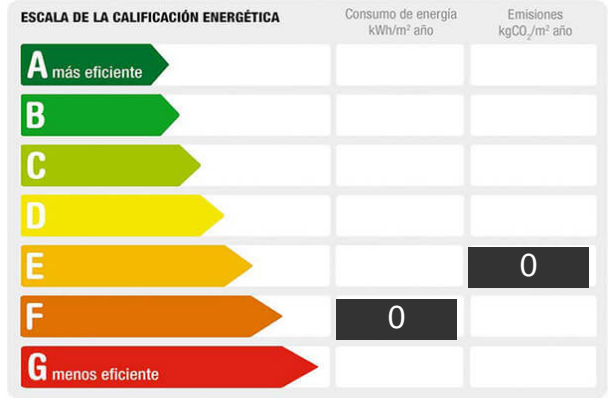 ESCALA DE LA CALIFICACIÓN ENERGÉTICA
Consumo de energía
kWh/m² año
Emisiones
kgCO₂/m² año
A más eficiente
B
C
D
E
0
F
0
G menos eficiente